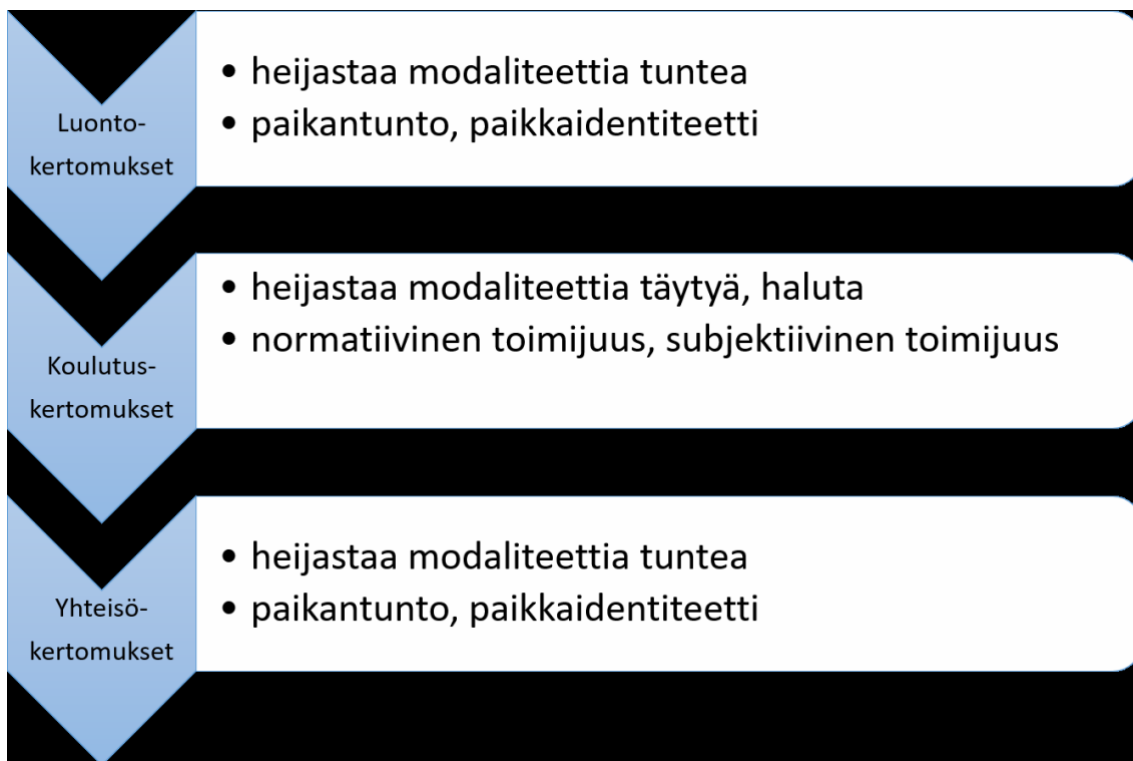 Luonto-
kertomukset
• heijastaa modaliteettia tuntea
• paikantunto, paikkaidentiteetti
Koulutus-
kertomukset
• heijastaa modaliteettia täytyä, haluta
• normatiivinen toimijuus, subjektiivinen toimijuus
Yhteisö-
kertomukset
• heijastaa modaliteettia tuntea
• paikantunto, paikkaidentiteetti